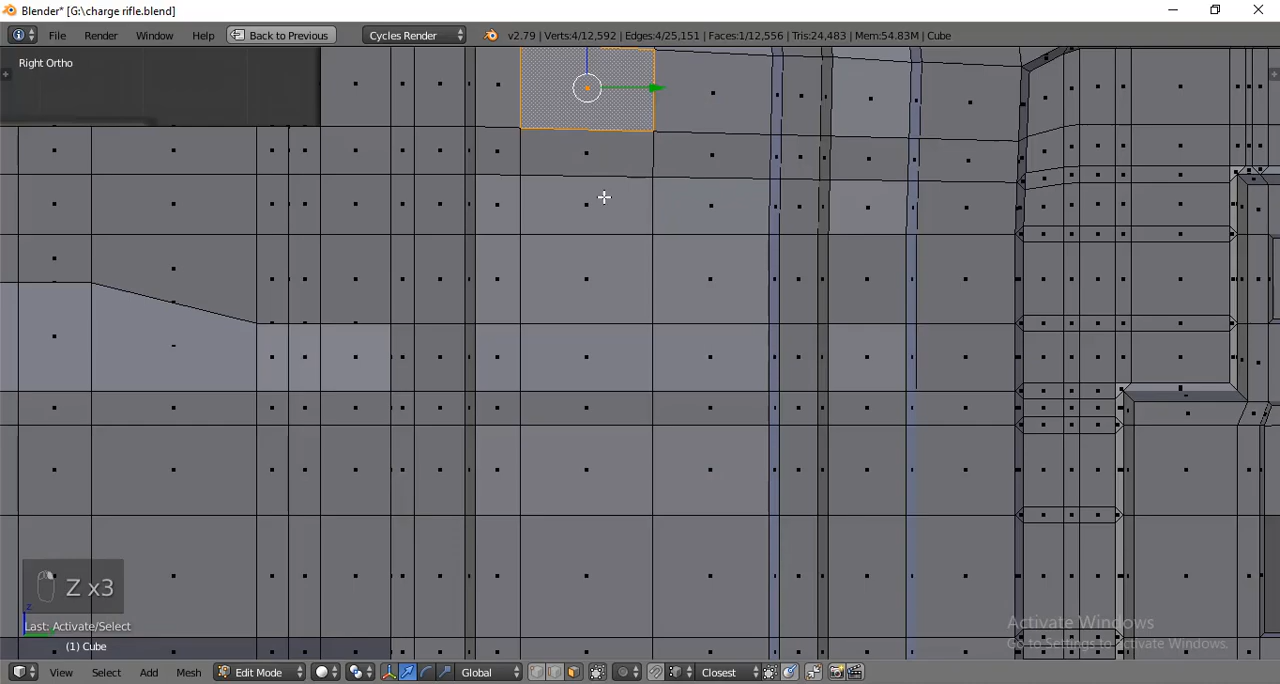 Blender* [G:\charge rifle.blend]
File Render Window Help Back to Previous Cycles Render v2.79 | Verts:4/12,592 | Edges:4/25,151 | Faces:1/12,556 | Tris:24,483 | Mem:54.83M | Cube
Right Ortho
Z x3
z
Last: Activate/Select
(1) Cube
Activate Windows
Go to Settings to activate Windows.
View Select Add Mesh Edit Mode Global Closest